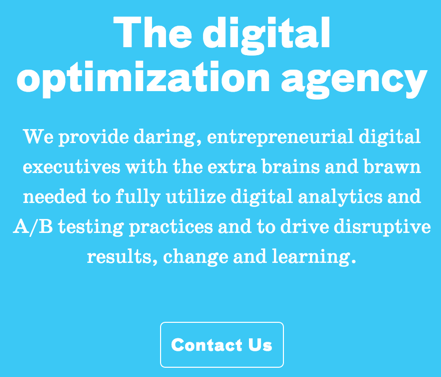 The digital
optimization agency
We provide daring, entrepreneurial digital
executives with the extra brains and brawn
needed to fully utilize digital analytics and
A/B testing practices and to drive disruptive
results, change and learning.
Contact Us